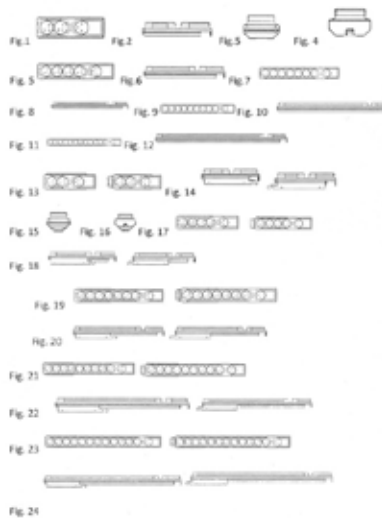 Fig.1 Fig.2 Fig.3 Fig. 4
Fig. 5 Fig.6 Fig.7
Fig. 8 Fig. 9 Fig. 10
Fig. 11 Fig. 12
Fig. 13 Fig. 14
Fig. 15 Fig. 16 Fig. 17
Fig. 18
Fig. 19
Fig. 20
Fig. 21
Fig. 22
Fig. 23
Fig. 24